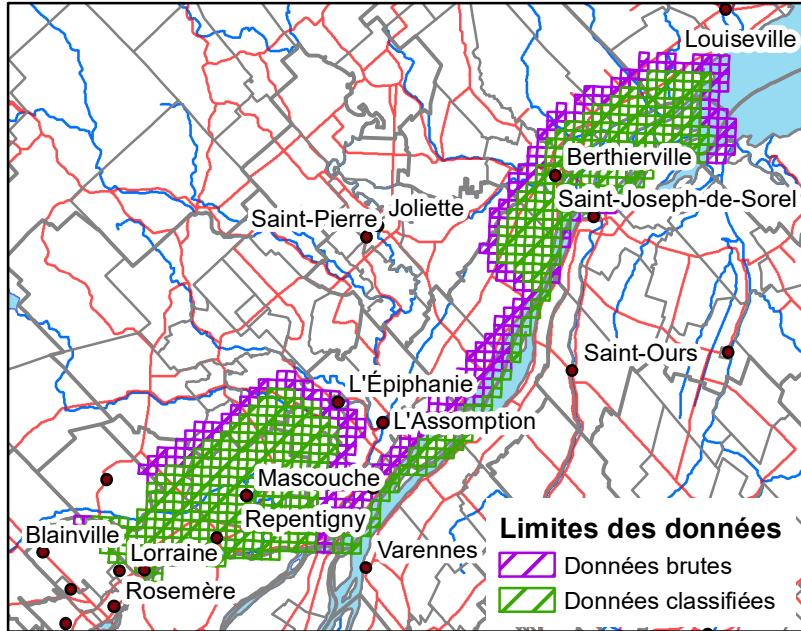 Louiseville
Berthierville
Saint-Joseph-de-Sorel
Joliette
Saint-Pierre
Saint-Ours
L'Épiphanie
L'Assomption
Mascouche
Repentigny
Blainville
Lorraine
Varennes
Rosemère
Limites des données
Données brutes
Données classifiées